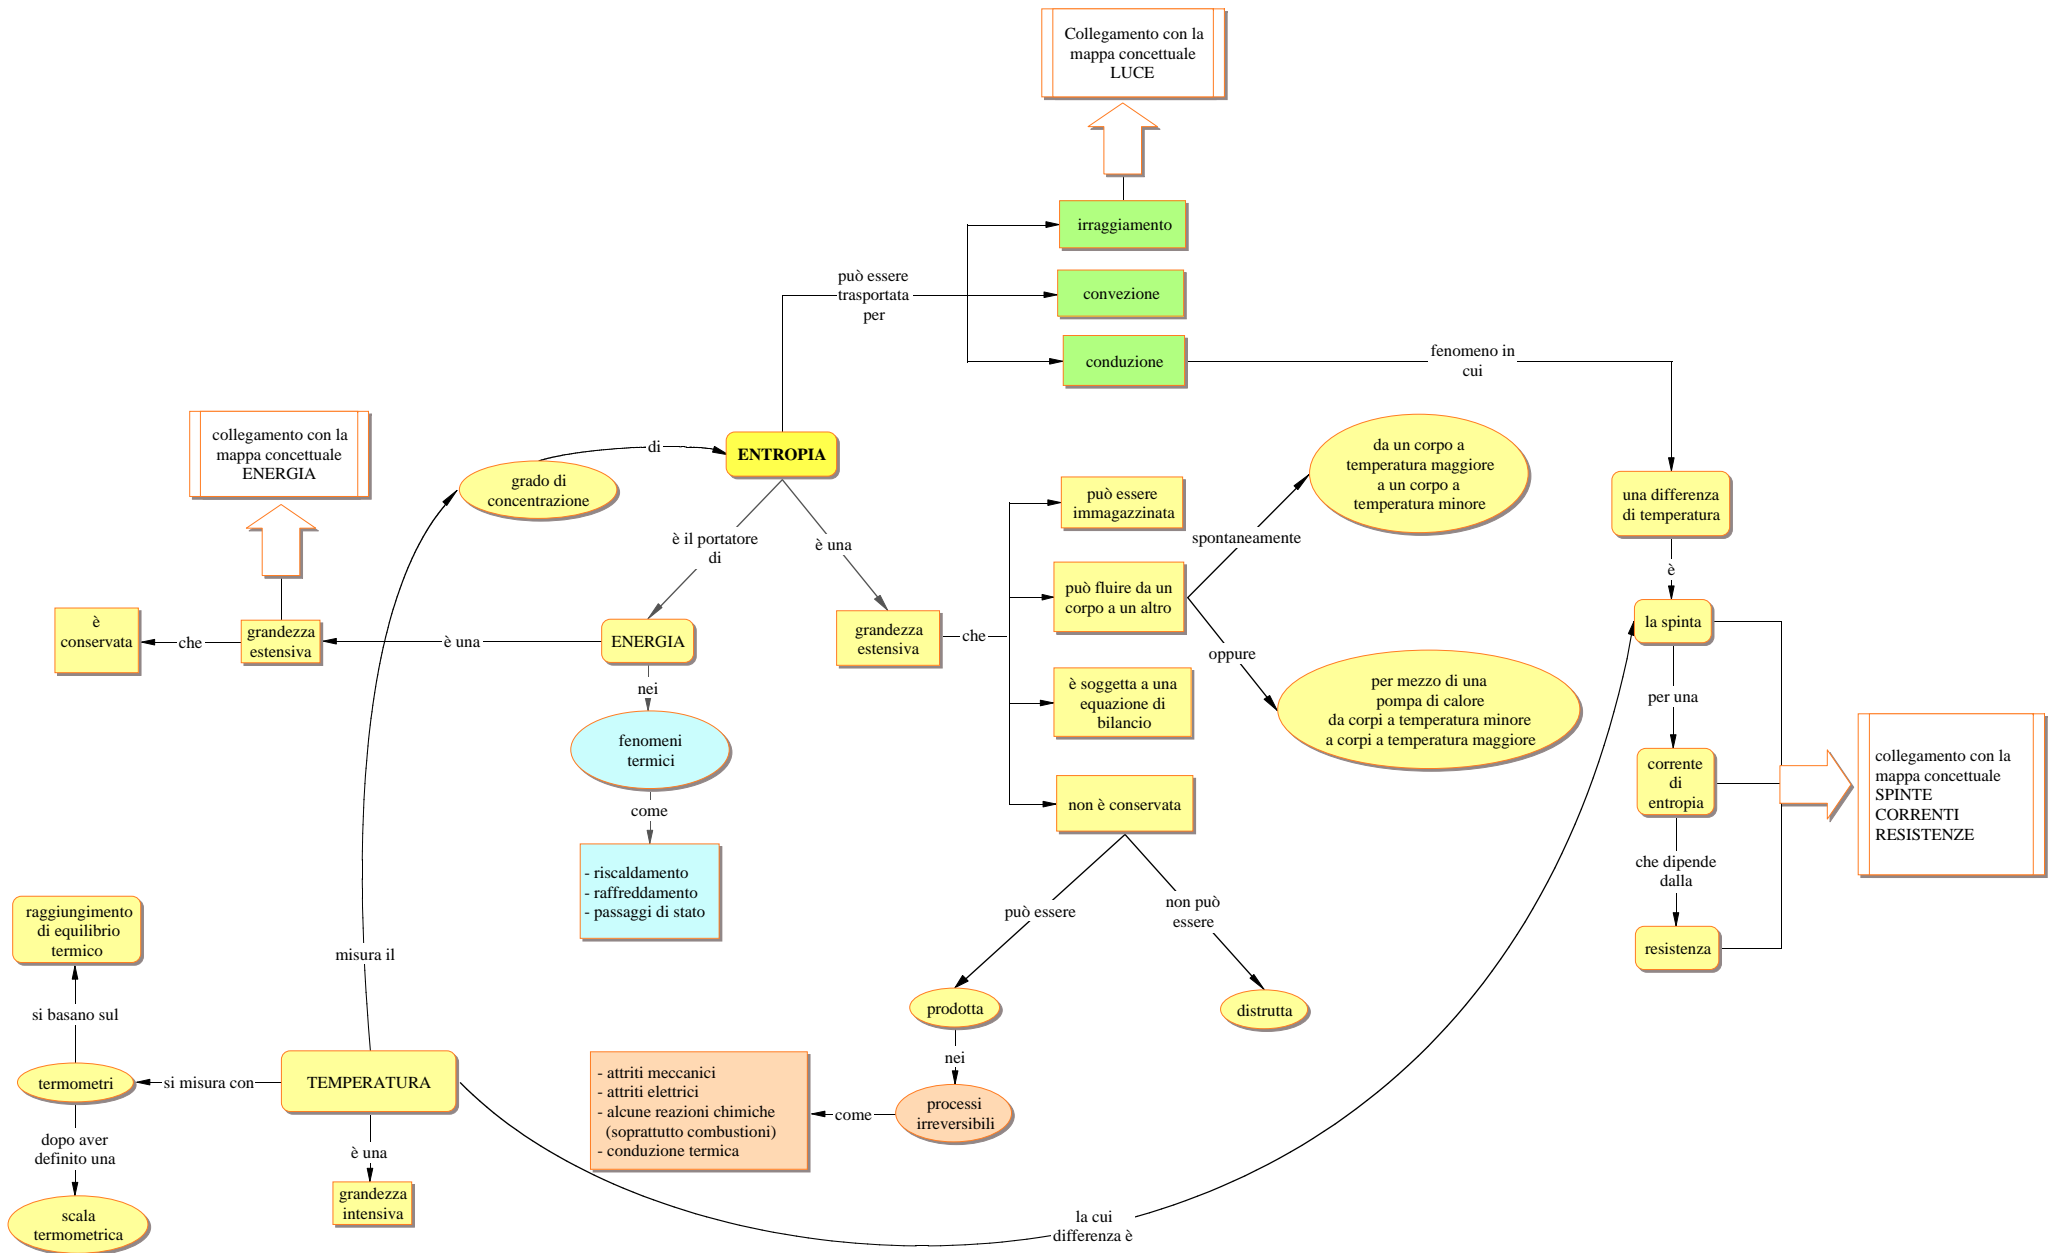 Collegamento con la
mappa concettuale
LUCE
irraggiamento
può essere
trasportata
per
convezione
conduzione
fenomeno in
cui
collegamento con la
mappa concettuale
ENERGIA
di
ENTROPIA
grado di
concentrazione
da un corpo a
temperatura maggiore
a un corpo a
temperatura minore
può essere
immagazzinata
una differenza
di temperatura
è il portatore
di
è una
spontaneamente
è
può fluire da un
corpo a un altro
è
conservata
che
grandezza
estensiva
è una
ENERGIA
grandezza
estensiva
che
la spinta
oppure
nei
è soggetta a una
equazione di
bilancio
per mezzo di una
pompa di calore
da corpi a temperatura minore
a corpi a temperatura maggiore
per una
fenomeni
termici
corrente
di
entropia
collegamento con la
mappa concettuale
SPINTE
CORRENTI
RESISTENZE
come
non è conservata
- riscaldamento
- raffreddamento
- passaggi di stato
che dipende
dalla
può essere
non può
essere
raggiungimento
di equilibrio
termico
misura il
resistenza
si basano sul
prodotta
distrutta
nei
termometri
si misura con
TEMPERATURA
- attriti meccanici
- attriti elettrici
- alcune reazioni chimiche
(soprattutto combustioni)
- conduzione termica
come
processi
irreversibili
dopo aver
definito una
è una
scala
termometrica
grandezza
intensiva
la cui
differenza è